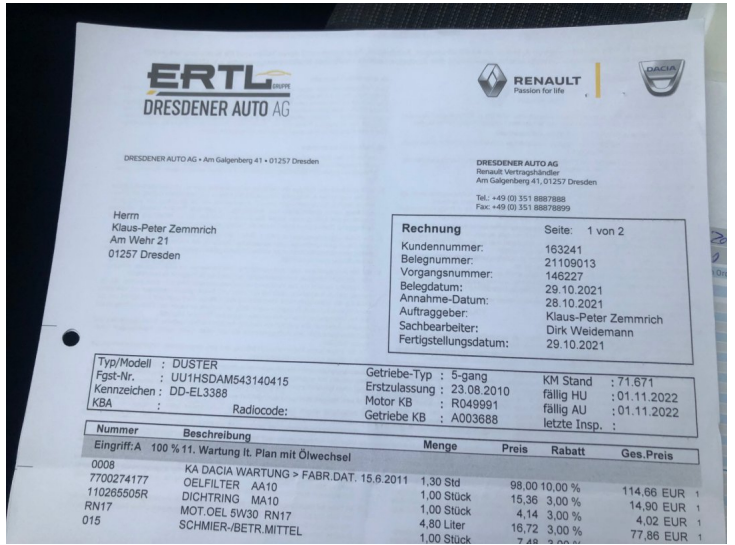 ERTL GRUPPE
DRESDENER AUTO AG
RENAULT
Passion for life
DACIA
DRESDENER AUTO AG • Am Galgenberg 41 • 01257 Dresden
DRESDENER AUTO AG
Renault Vertragshändler
Am Galgenberg 41, 01257 Dresden
Tel.: +49 (0) 351 8887888
Fax: +49 (0) 351 88878899
Herrn
Klaus-Peter Zemmrich
Am Wehr 21
01257 Dresden
Rechnung Seite: 1 von 2
Kundennummer: 163241
Belegnummer: 21109013
Vorgangsnummer: 146227
Belegdatum: 29.10.2021
Annahme-Datum: 28.10.2021
Auftraggeber: Klaus-Peter Zemmrich
Sachbearbeiter: Dirk Weidemann
Fertigstellungsdatum: 29.10.2021
Typ/Modell : DUSTER Getriebe-Typ : 5-gang KM Stand : 71.671
Fgst-Nr. : UU1HSDAM543140415 Erstzulassung : 23.08.2010 fällig HU : 01.11.2022
Kennzeichen : DD-EL3388 Motor KB : R049991 fällig AU : 01.11.2022
KBA : Radiocode: Getriebe KB : A003688 letzte Insp. :
Nummer Beschreibung Menge Preis Rabatt Ges.Preis
Eingriff:A 100 % 11. Wartung lt. Plan mit Ölwechsel
0008 KA DACIA WARTUNG > FABR.DAT. 15.6.2011 1,30 Std 98,00 10,00 % 114,66 EUR 1
7700274177 OELFILTER AA10 1,00 Stück 15,36 3,00 % 14,90 EUR 1
110265505R DICHTRING MA10 1,00 Stück 4,14 3,00 % 4,02 EUR 1
RN17 MOT.OEL 5W30 RN17 4,80 Liter 16,72 3,00 % 77,86 EUR 1
015 SCHMIER-/BETR.MITTEL 1,00 Stück 7,48 3,00 %